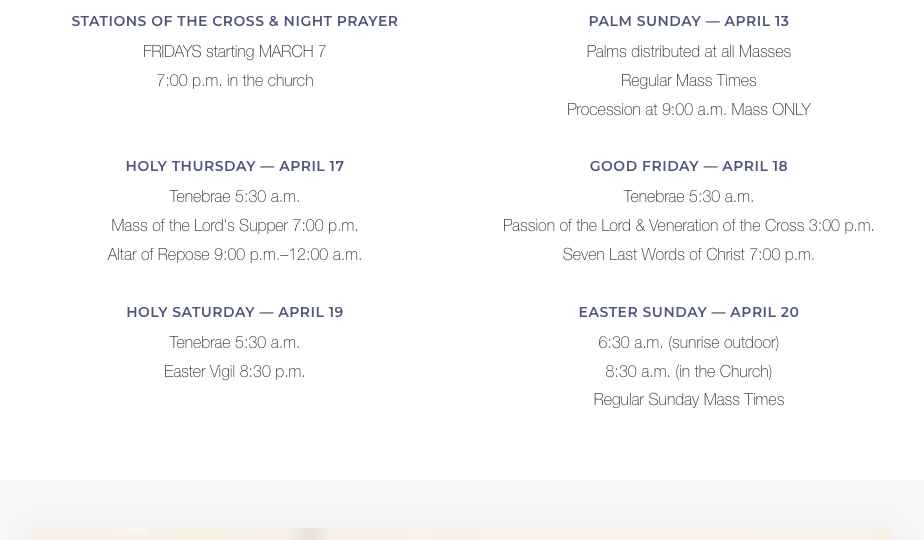 STATIONS OF THE CROSS & NIGHT PRAYER
FRIDAYS starting MARCH 7
7:00 p.m. in the church
PALM SUNDAY — APRIL 13
Palms distributed at all Masses
Regular Mass Times
Procession at 9:00 a.m. Mass ONLY
HOLY THURSDAY — APRIL 17
Tenebrae 5:30 a.m.
Mass of the Lord's Supper 7:00 p.m.
Altar of Repose 9:00 p.m.–12:00 a.m.
GOOD FRIDAY — APRIL 18
Tenebrae 5:30 a.m.
Passion of the Lord & Veneration of the Cross 3:00 p.m.
Seven Last Words of Christ 7:00 p.m.
HOLY SATURDAY — APRIL 19
Tenebrae 5:30 a.m.
Easter Vigil 8:30 p.m.
EASTER SUNDAY — APRIL 20
6:30 a.m. (sunrise outdoor)
8:30 a.m. (in the Church)
Regular Sunday Mass Times